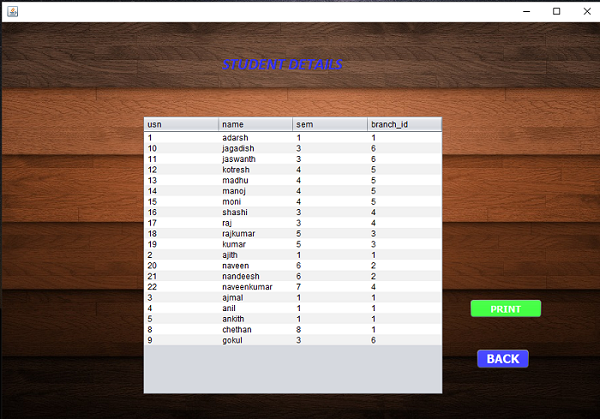 STUDENT DETAILS
usn name sem branch_id
1 adarsh 1 1
10 jagadish 3 6
11 jaswanth 3 6
12 kotresh 4 5
13 madhu 4 5
14 manoj 4 5
15 moni 4 5
16 shashi 3 4
17 raj 3 4
18 rajkumar 5 3
19 kumar 5 3
2 ajith 1 1
20 naveen 6 2
21 nandeesh 6 2
22 naveenkumar 7 4
3 ajmal 1 1
4 anil 1 1
5 ankith 1 1
8 chethan 8 1
9 gokul 3 6
PRINT
BACK